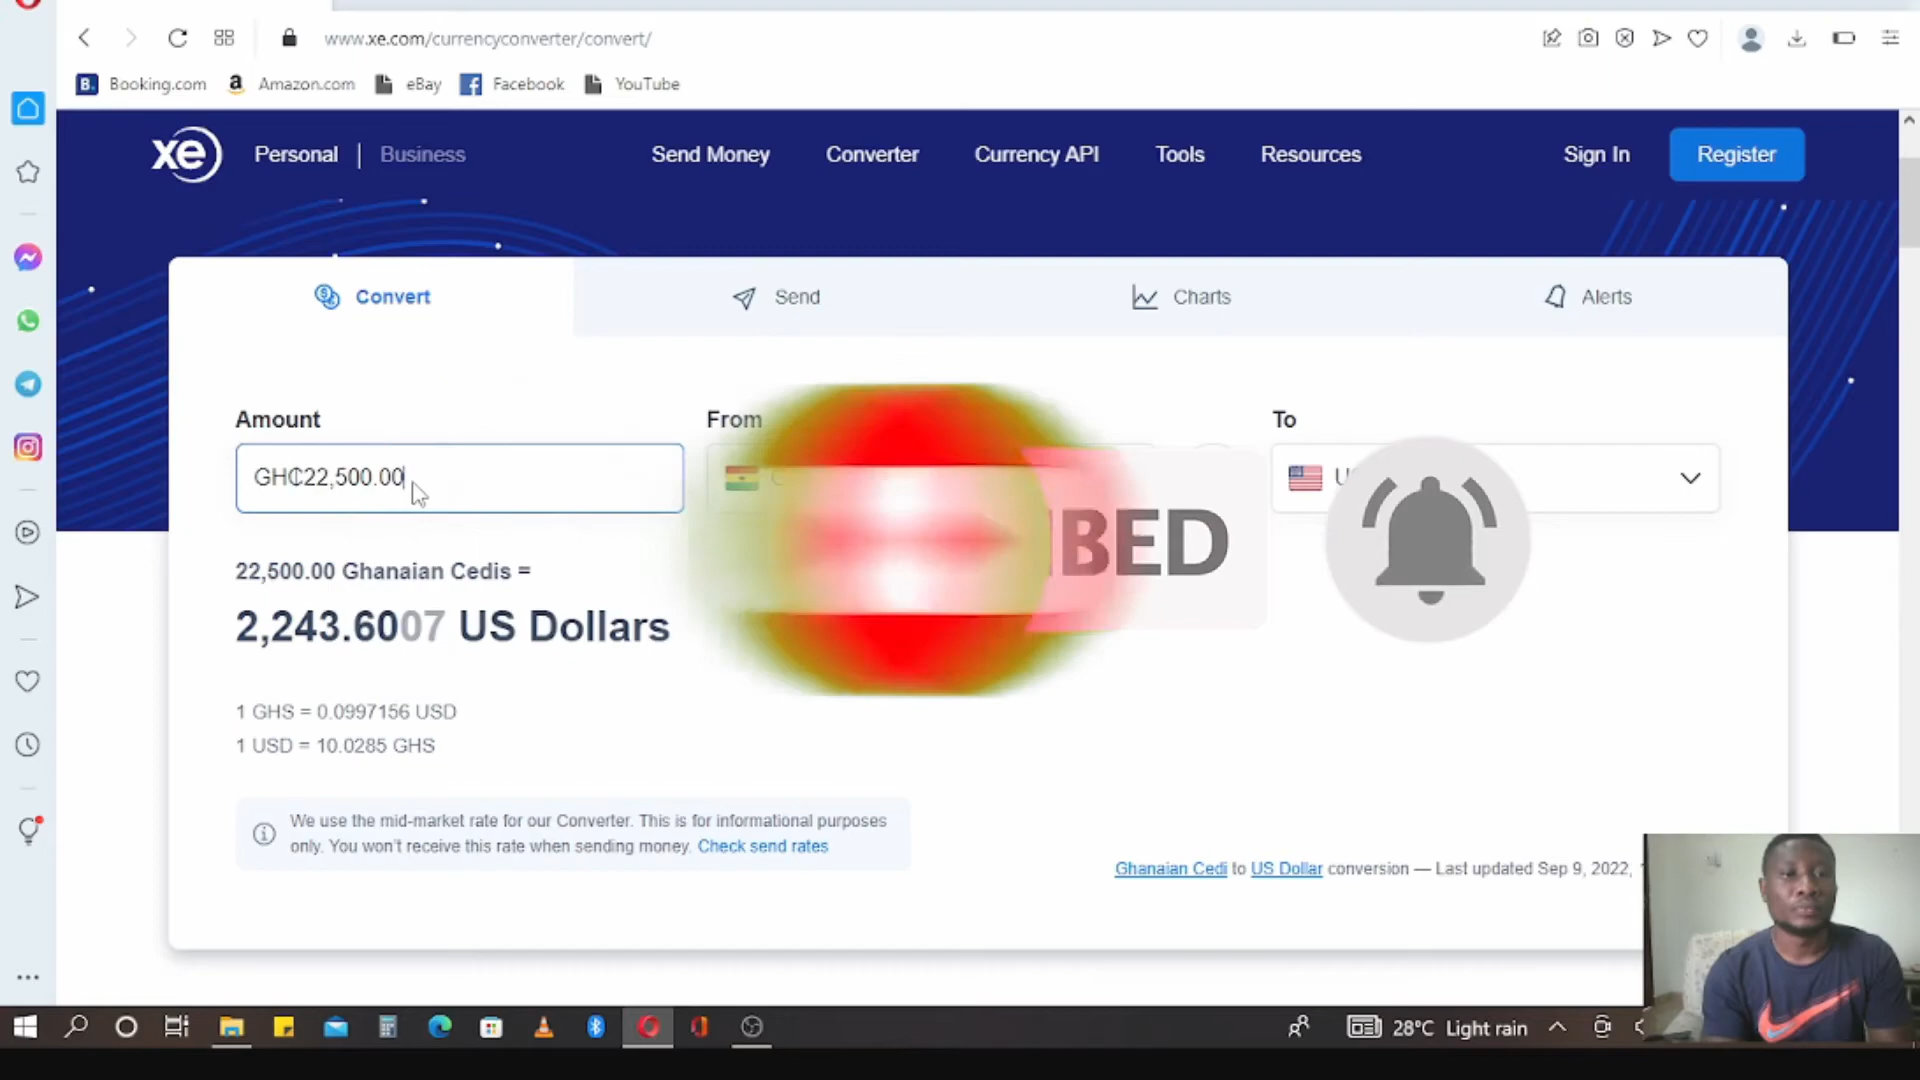 www.xe.com/currencyconverter/convert/
Booking.com Amazon.com eBay Facebook YouTube
xe Personal | Business Send Money Converter Currency API Tools Resources Sign In Register
Convert Send Charts Alerts
Amount From To
GH₵22,500.00
BED
22,500.00 Ghanaian Cedis =
2,243.6007 US Dollars
1 GHS = 0.0997156 USD
1 USD = 10.0285 GHS
We use the mid-market rate for our Converter. This is for informational purposes
only. You won't receive this rate when sending money. Check send rates
Ghanaian Cedi to US Dollar conversion — Last updated Sep 9, 2022,
28°C Light rain